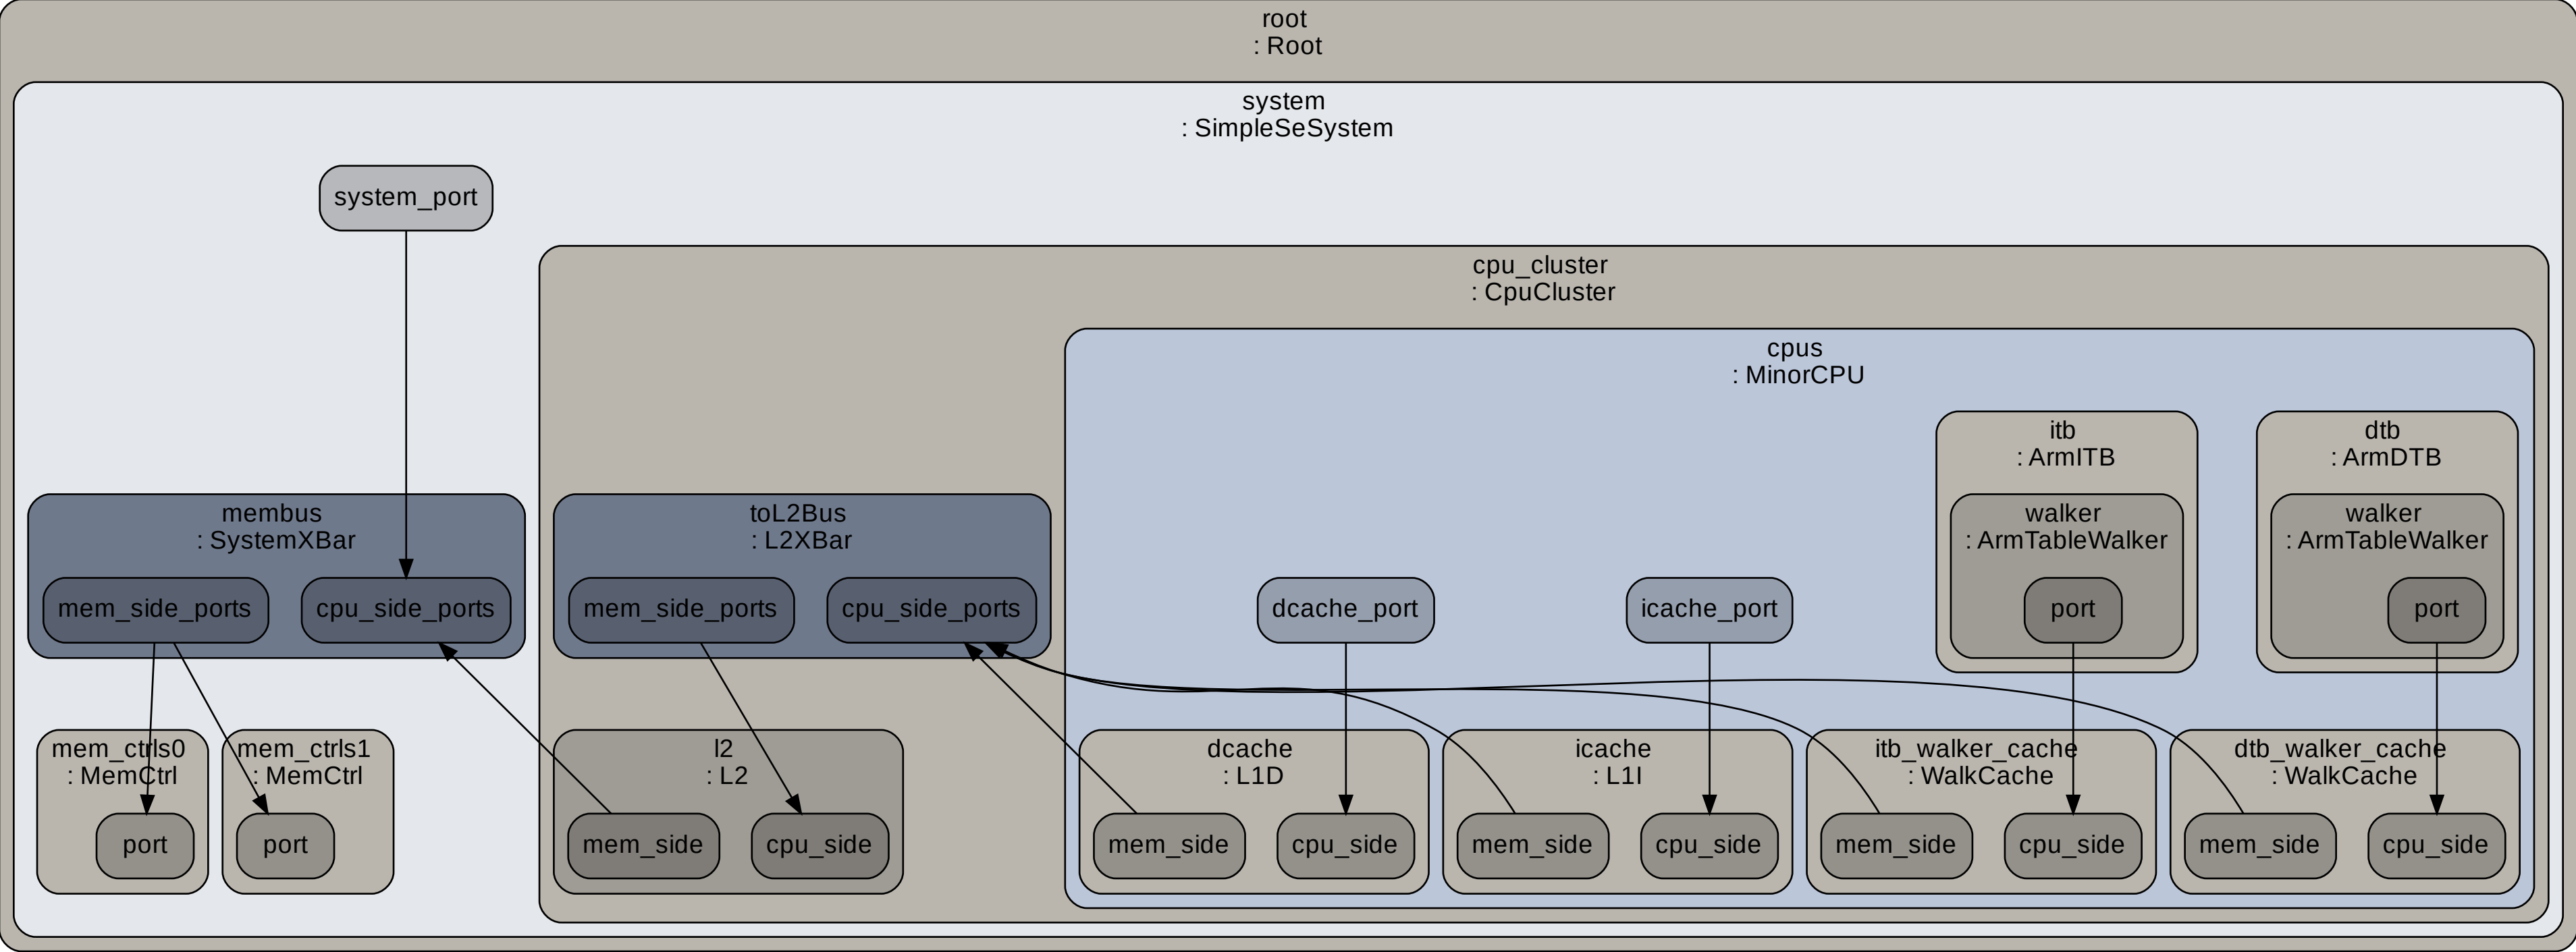 root
: Root
system
: SimpleSeSystem
system_port
cpu_cluster
: CpuCluster
cpus
: MinorCPU
itb
: ArmITB
dtb
: ArmDTB
membus
: SystemXBar
toL2Bus
: L2XBar
walker
: ArmTableWalker
walker
: ArmTableWalker
mem_side_ports
cpu_side_ports
mem_side_ports
cpu_side_ports
dcache_port
icache_port
port
port
mem_ctrls0
: MemCtrl
mem_ctrls1
: MemCtrl
l2
: L2
dcache
: L1D
icache
: L1I
itb_walker_cache
: WalkCache
dtb_walker_cache
: WalkCache
port
port
mem_side
cpu_side
mem_side
cpu_side
mem_side
cpu_side
mem_side
cpu_side
mem_side
cpu_side